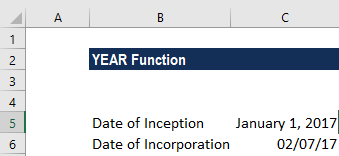 A B C
1
2 YEAR Function
3
4
5 Date of Inception January 1, 2017
6 Date of Incorporation 02/07/17